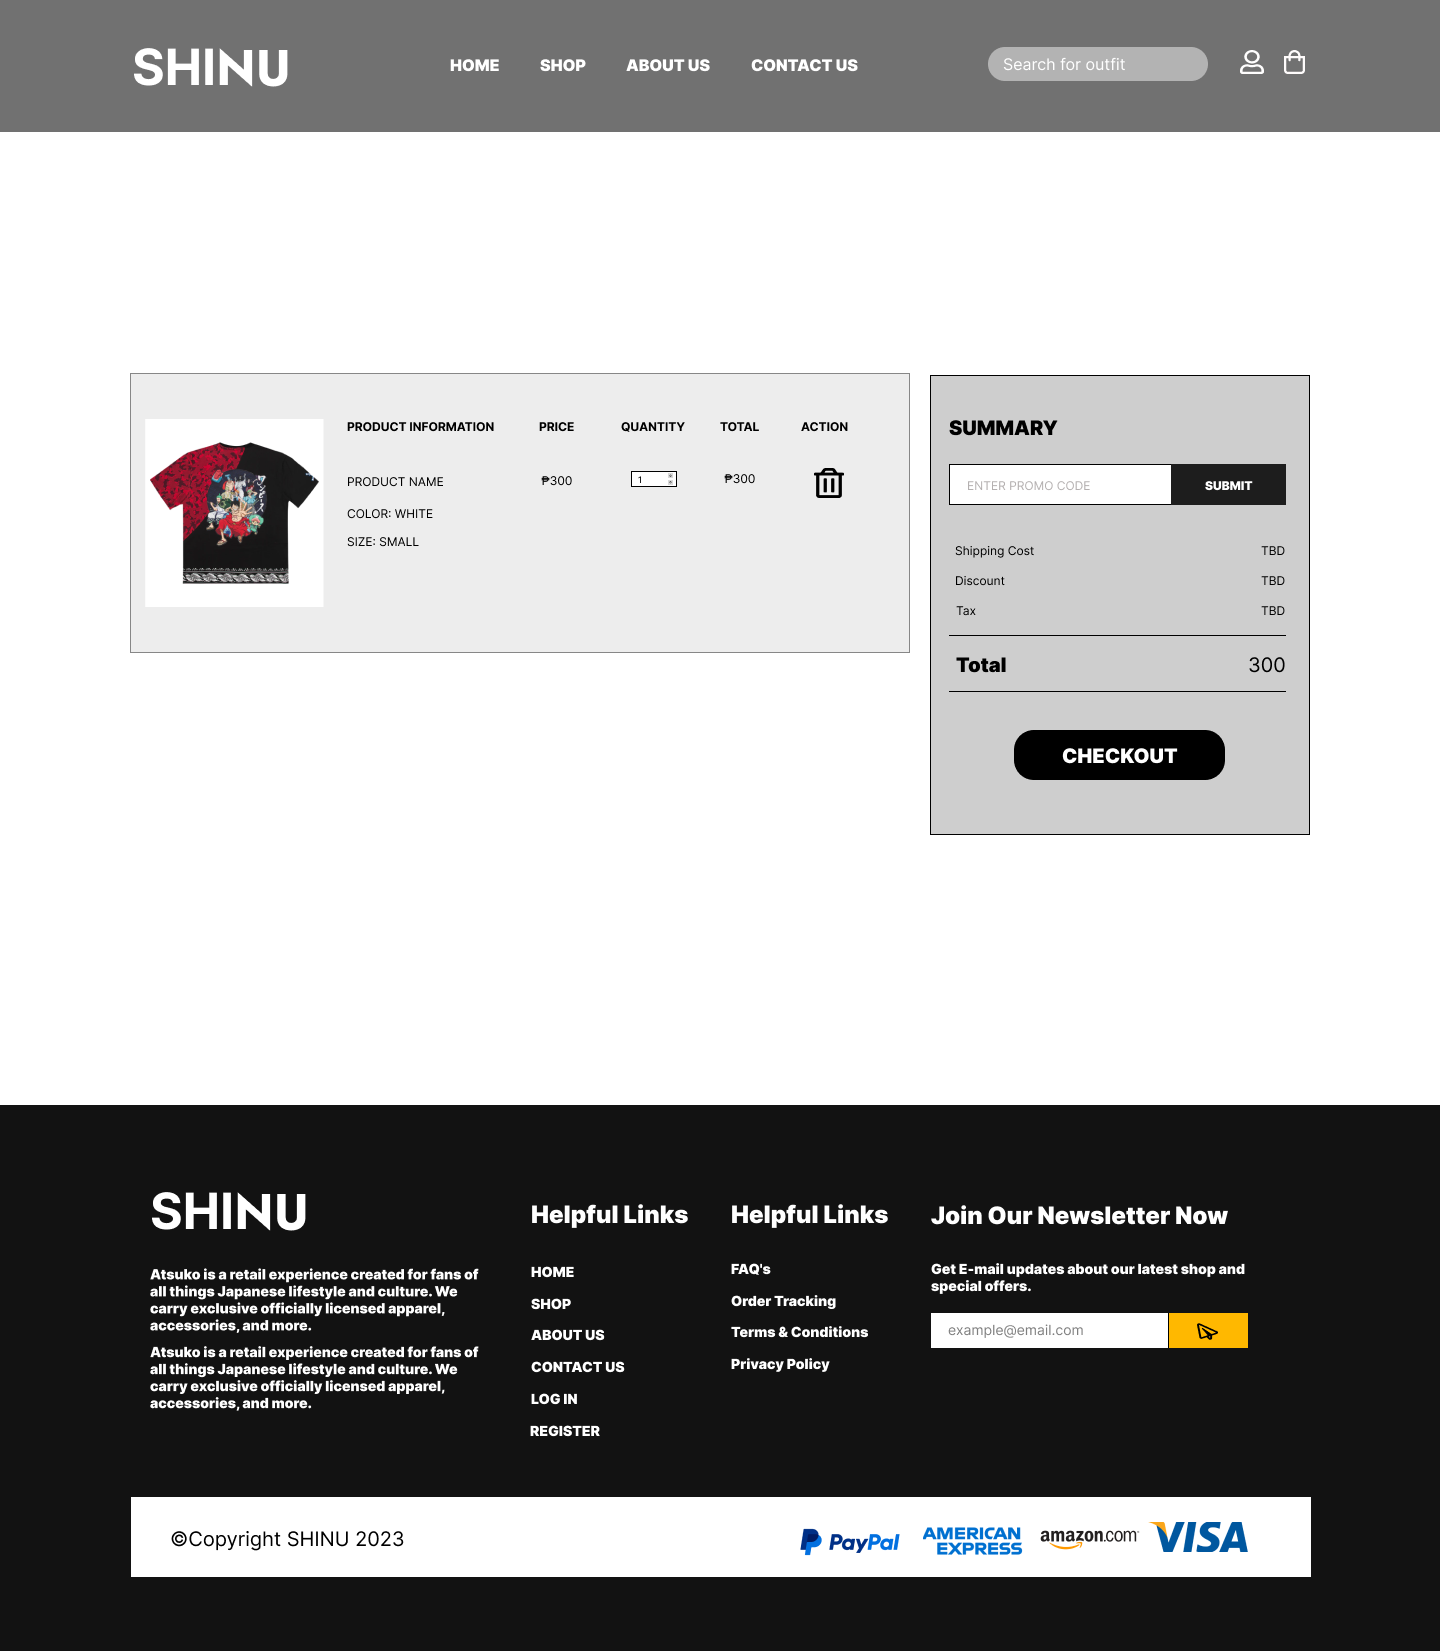 SHINU
HOME SHOP ABOUT US CONTACT US
Search for outfit
PRODUCT INFORMATION PRICE QUANTITY TOTAL ACTION
PRODUCT NAME ₱300 1 ₱300
COLOR: WHITE
SIZE: SMALL
ワンピース
SUMMARY
ENTER PROMO CODE SUBMIT
Shipping Cost TBD
Discount TBD
Tax TBD
Total 300
CHECKOUT
SHINU
Atsuko is a retail experience created for fans of
all things Japanese lifestyle and culture. We
carry exclusive officially licensed apparel,
accessories, and more.
Atsuko is a retail experience created for fans of
all things Japanese lifestyle and culture. We
carry exclusive officially licensed apparel,
accessories, and more.
Helpful Links
HOME
SHOP
ABOUT US
CONTACT US
LOG IN
REGISTER
Helpful Links
FAQ's
Order Tracking
Terms & Conditions
Privacy Policy
Join Our Newsletter Now
Get E-mail updates about our latest shop and
special offers.
example@email.com
©Copyright SHINU 2023
PayPal
AMERICAN
EXPRESS
amazon.com
VISA